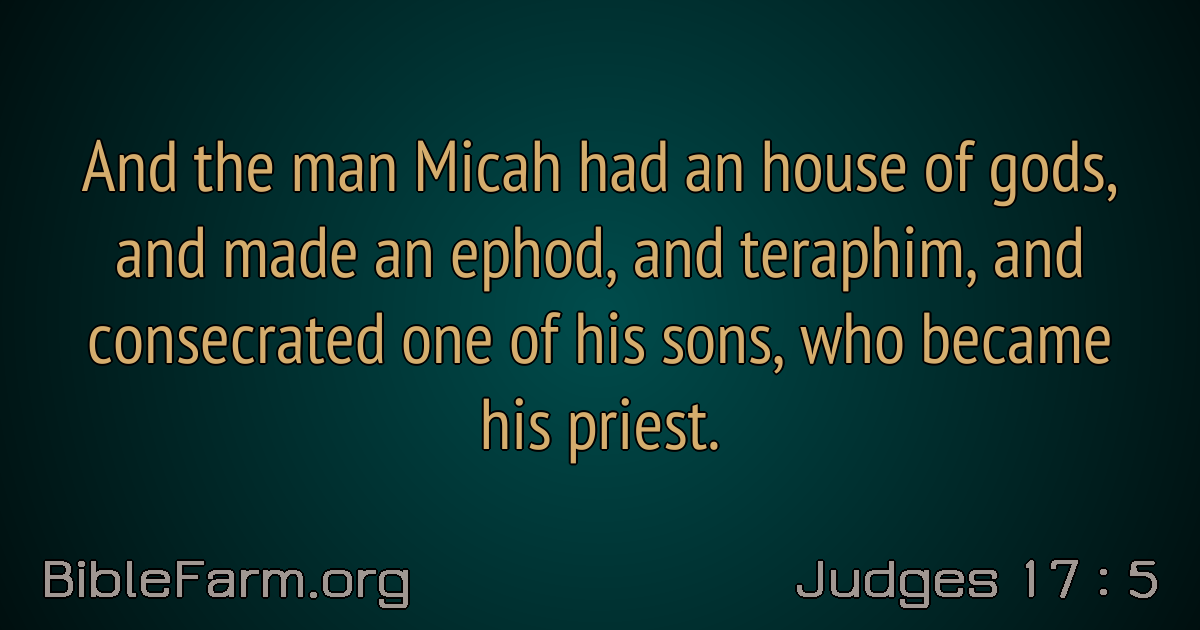 And the man Micah had an house of gods,
and made an ephod, and teraphim, and
consecrated one of his sons, who became
his priest.
BibleFarm.org
Judges 17 : 5